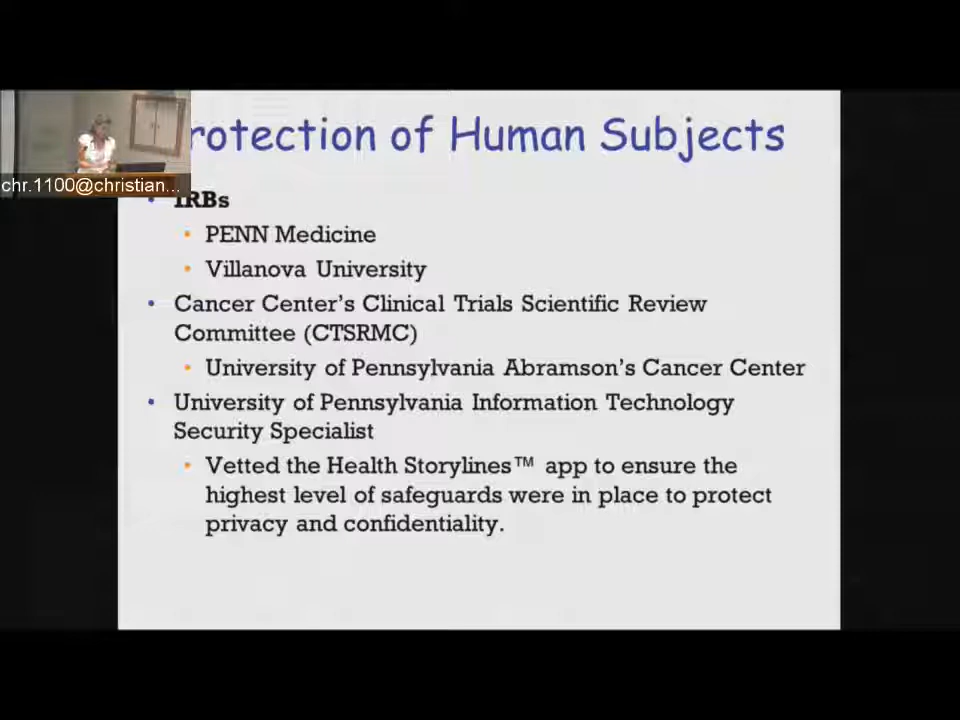 rotection of Human Subjects
chr.1100@christian...
• IRBs
• PENN Medicine
• Villanova University
• Cancer Center's Clinical Trials Scientific Review
Committee (CTSRMC)
• University of Pennsylvania Abramson's Cancer Center
• University of Pennsylvania Information Technology
Security Specialist
• Vetted the Health Storylines™ app to ensure the
highest level of safeguards were in place to protect
privacy and confidentiality.